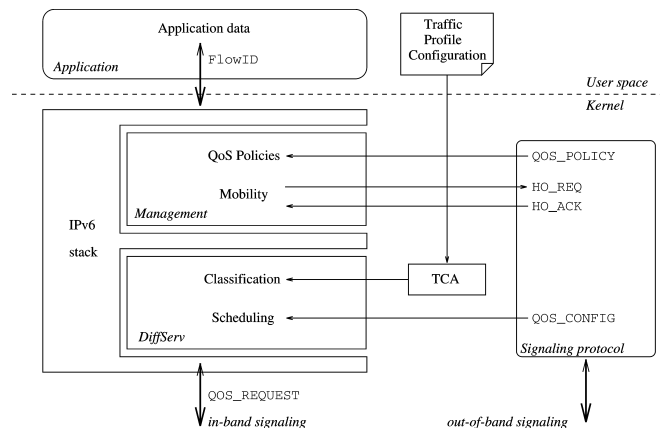 Application data
FlowID
Application
Traffic
Profile
Configuration
User space
Kernel
QoS Policies
QOS_POLICY
Mobility
HO_REQ
HO_ACK
Management
IPv6
stack
Classification
TCA
Scheduling
QOS_CONFIG
DiffServ
Signaling protocol
QOS_REQUEST
in-band signaling
out-of-band signaling